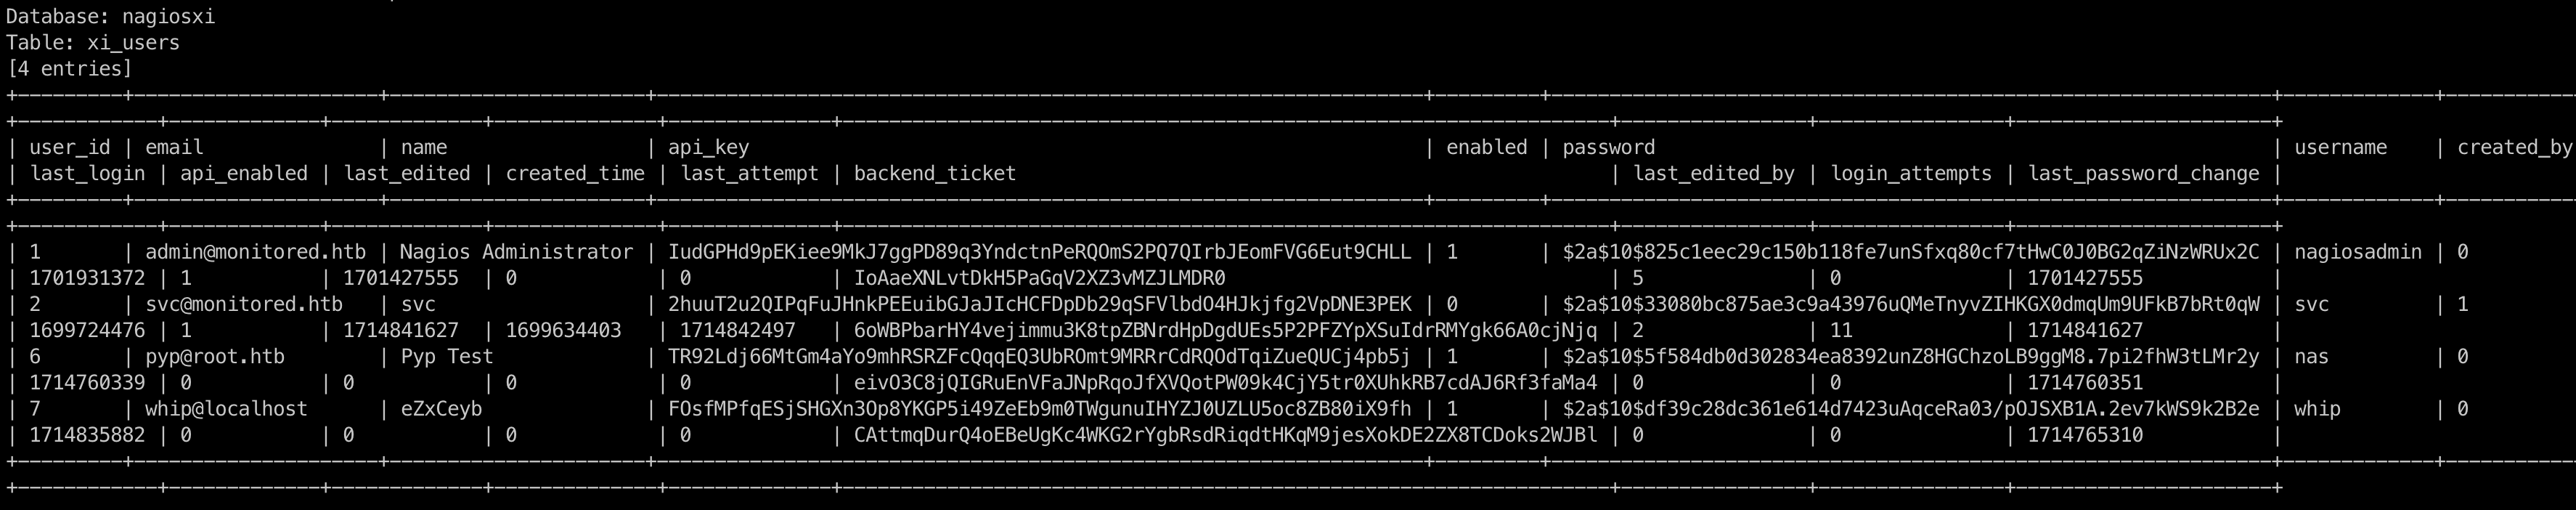 Database: nagiosxi
Table: xi_users
[4 entries]
+---------+--------------------+----------------------+------------------------------------------------------------------+---------+--------------------------------------------------------------+-------------+------------
+------------+-------------+-------------+--------------+--------------+------------------------------------------------------------------+----------------+----------------+----------------------+
| user_id | email | name | api_key | enabled | password | username | created_by
| last_login | api_enabled | last_edited | created_time | last_attempt | backend_ticket | last_edited_by | login_attempts | last_password_change |
+---------+--------------------+----------------------+------------------------------------------------------------------+---------+--------------------------------------------------------------+-------------+------------
+------------+-------------+-------------+--------------+--------------+------------------------------------------------------------------+----------------+----------------+----------------------+
| 1 | admin@monitored.htb | Nagios Administrator | IudGPHd9pEKiee9MkJ7ggPD89q3YndctnPeRQOmS2PQ7QIrbJEomFVG6Eut9CHLL | 1 | $2a$10$825c1eec29c150b118fe7unSfxq80cf7tHwC0J0BG2qZiNzWRUx2C | nagiosadmin | 0
| 1701931372 | 1 | 1701427555 | 0 | 0 | IoAaeXNLvtDkH5PaGqV2XZ3vMZJLMDR0 | 5 | 0 | 1701427555 |
| 2 | svc@monitored.htb | svc | 2huuT2u2QIPqFuJHnkPEEuibGJaJIcHCFDpDb29qSFVlbdO4HJkjfg2VpDNE3PEK | 0 | $2a$10$33080bc875ae3c9a43976uQMeTnyvZIHKGX0dmqUm9UFkB7bRt0qW | svc | 1
| 1699724476 | 1 | 1714841627 | 1699634403 | 1714842497 | 6oWBPbarHY4vejimmu3K8tpZBNrdHpDgdUEs5P2PFZYpXSuIdrRMYgk66A0cjNjq | 2 | 11 | 1714841627 |
| 6 | pyp@root.htb | Pyp Test | TR92Ldj66MtGm4aYo9mhRSRZFcQqqEQ3UbROmt9MRRrCdRQOdTqiZueQUCj4pb5j | 1 | $2a$10$5f584db0d302834ea8392unZ8HGChzoLB9ggM8.7pi2fhW3tLMr2y | nas | 0
| 1714760339 | 0 | 0 | 0 | 0 | eivO3C8jQIGRuEnVFaJNpRqoJfXVQotPW09k4CjY5tr0XUhkRB7cdAJ6Rf3faMa4 | 0 | 0 | 1714760351 |
| 7 | whip@localhost | eZxCeyb | FOsfMPfqESjSHGXn3Op8YKGP5i49ZeEb9m0TWgunuIHYZJ0UZLU5oc8ZB80iX9fh | 1 | $2a$10$df39c28dc361e614d7423uAqceRa03/pOJSXB1A.2ev7kWS9k2B2e | whip | 0
| 1714835882 | 0 | 0 | 0 | 0 | CAttmqDurQ4oEBeUgKc4WKG2rYgbRsdRiqdtHKqM9jesXokDE2ZX8TCDoks2WJBl | 0 | 0 | 1714765310 |
+---------+--------------------+----------------------+------------------------------------------------------------------+---------+--------------------------------------------------------------+-------------+------------
+------------+-------------+-------------+--------------+--------------+------------------------------------------------------------------+----------------+----------------+----------------------+